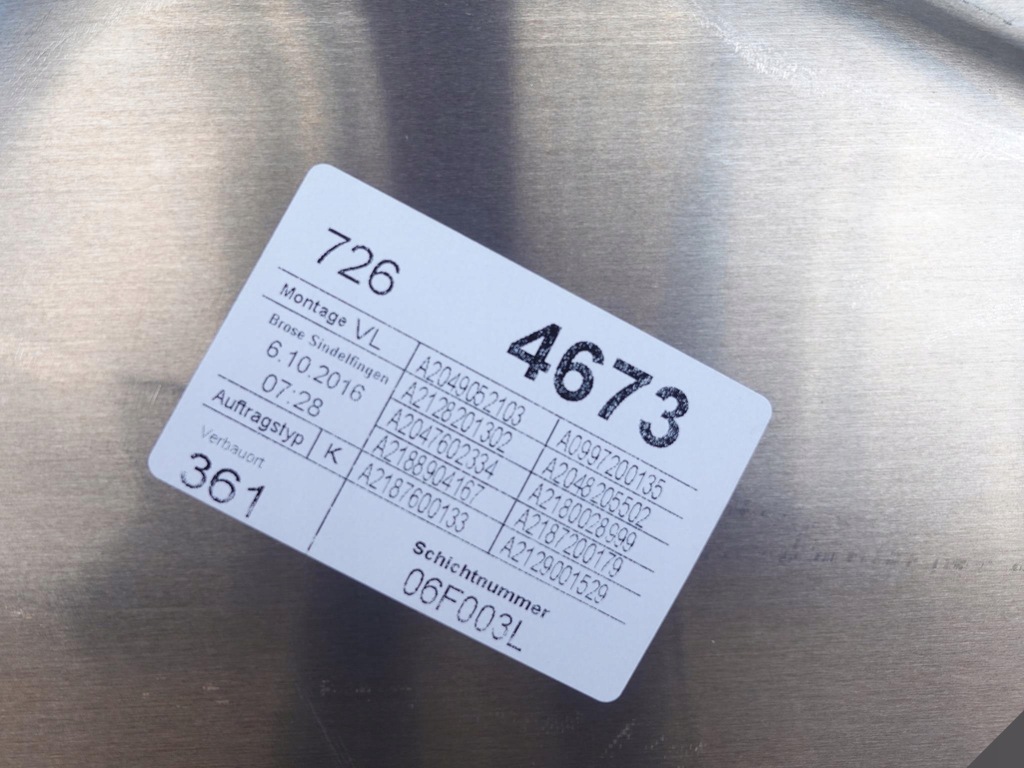 726
4673
Montage VL
Brose Sindelfingen
6.10.2016
07:28
Auftragstyp K
Verbauort
361
A2049052103 A0997200135
A2128201302 A2048205502
A2047602334 A2180028999
A2188904167 A2187200179
A2187600133 A2129001529
Schichtnummer
06F003L